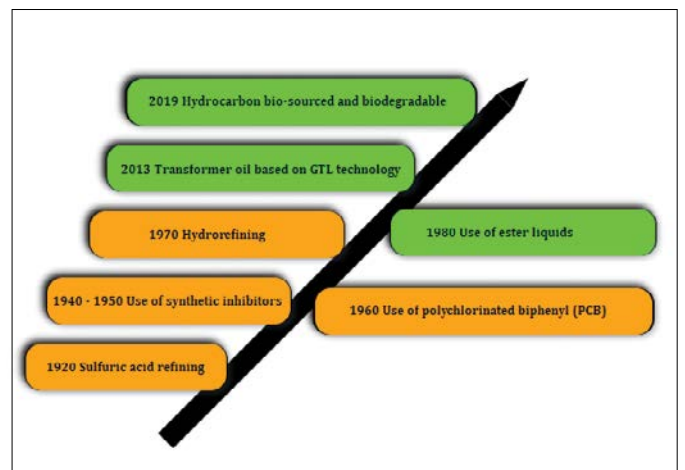 2019 Hydrocarbon bio-sourced and biodegradable
2013 Transformer oil based on GTL technology
1970 Hydrorefining
1980 Use of ester liquids
1940 - 1950 Use of synthetic inhibitors
1960 Use of polychlorinated biphenyl (PCB)
1920 Sulfuric acid refining